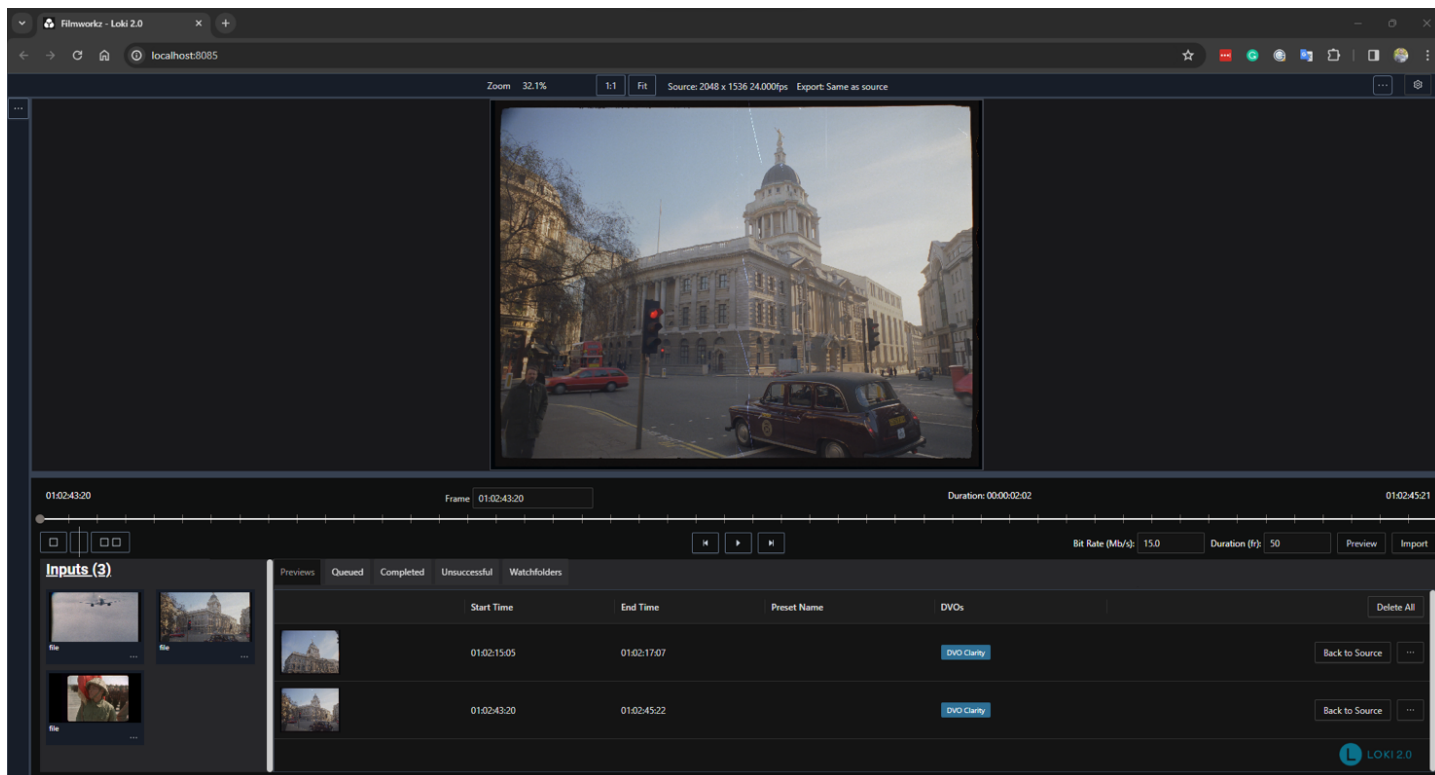 Filmworkz - Loki 2.0
localhost:8085
Zoom 32.1% 1:1 Fit Source: 2048 x 1536 24.000fps Export: Same as source
01:02:43:20 Frame 01:02:43:20 Duration: 00:00:02:02 01:02:45:21
Bit Rate (Mb/s): 15.0 Duration (fr): 50 Preview Import
Inputs (3)
file
file
file
Previews Queued Completed Unsuccessful Watchfolders
Start Time End Time Preset Name DVOs Delete All
01:02:15:05 01:02:17:07 DVO Clarity Back to Source ...
01:02:43:20 01:02:45:22 DVO Clarity Back to Source ...
L LOKI 2.0